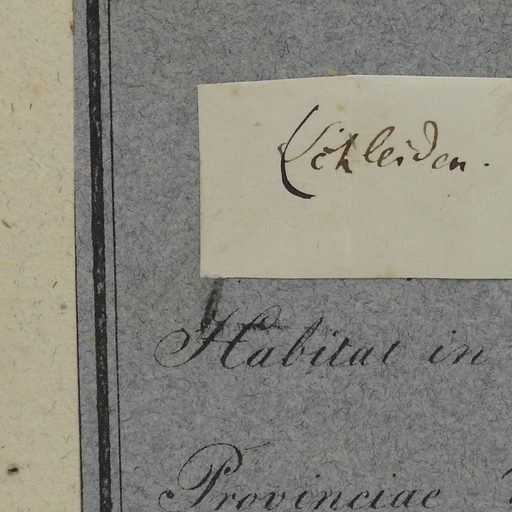 (Schleiden.
Habitat in
Provinciae